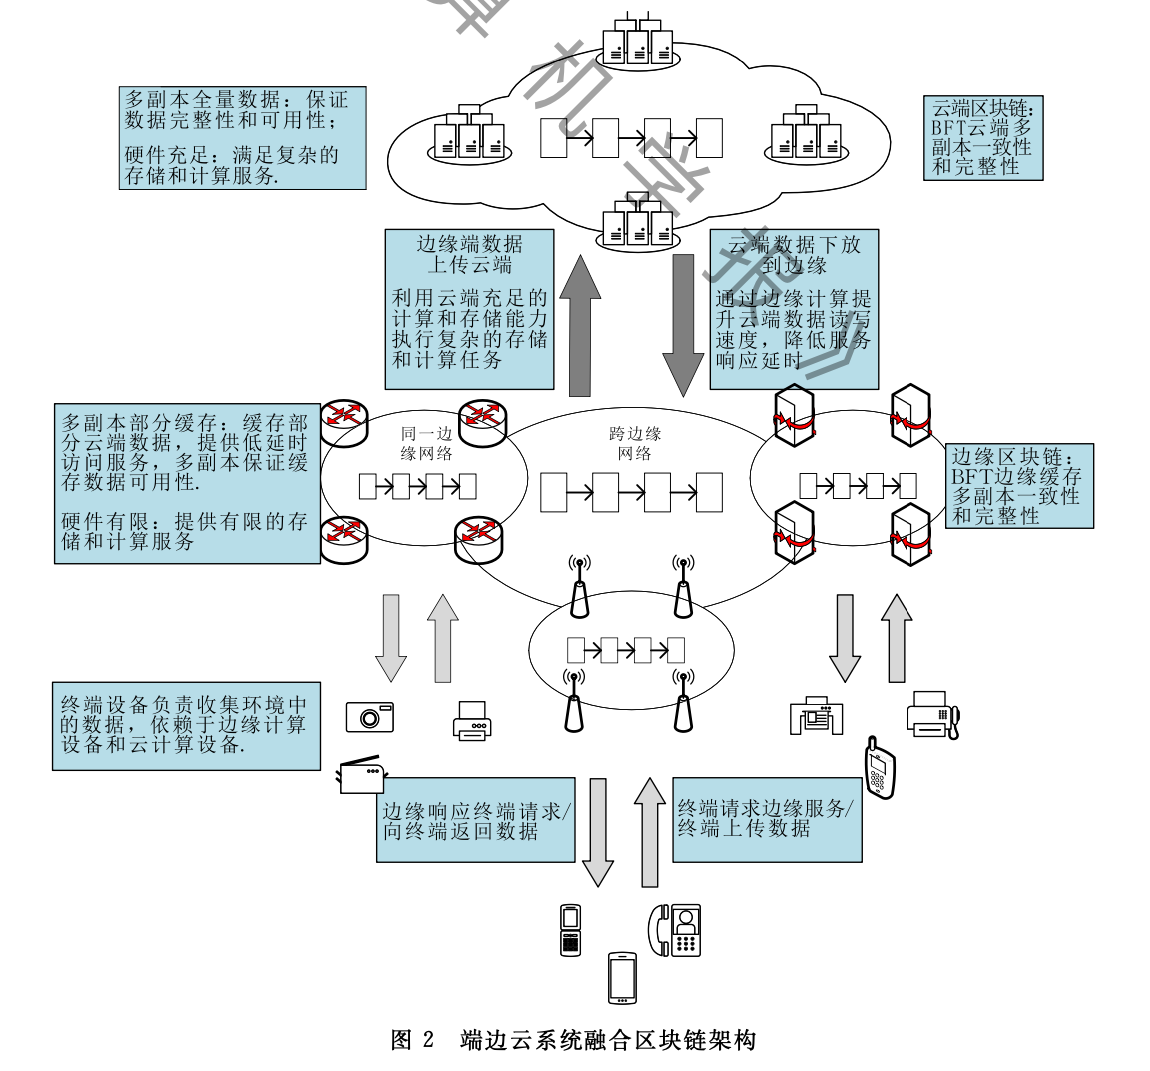 算机学报》
多副本全量数据：保证
数据完整性和可用性；
硬件充足：满足复杂的
存储和计算服务.
云端区块链：
BFT云端多
副本一致性
和完整性
边缘端数据
上传云端
利用云端充足的
计算和存储能力
执行复杂的存储
和计算任务
云端数据下放
到边缘
通过边缘计算提
升云端数据读写
速度，降低服务
响应延时
多副本部分缓存：缓存部
分云端数据，提供低延时
访问服务，多副本保证缓
存数据可用性.
硬件有限：提供有限的存
储和计算服务
同一边
缘网络
跨边缘
网络
边缘区块链：
BFT边缘缓存
多副本一致性
和完整性
终端设备负责收集环境中
的数据，依赖于边缘计算
设备和云计算设备.
边缘响应终端请求/
向终端返回数据
终端请求边缘服务/
终端上传数据
图 2 端边云系统融合区块链架构